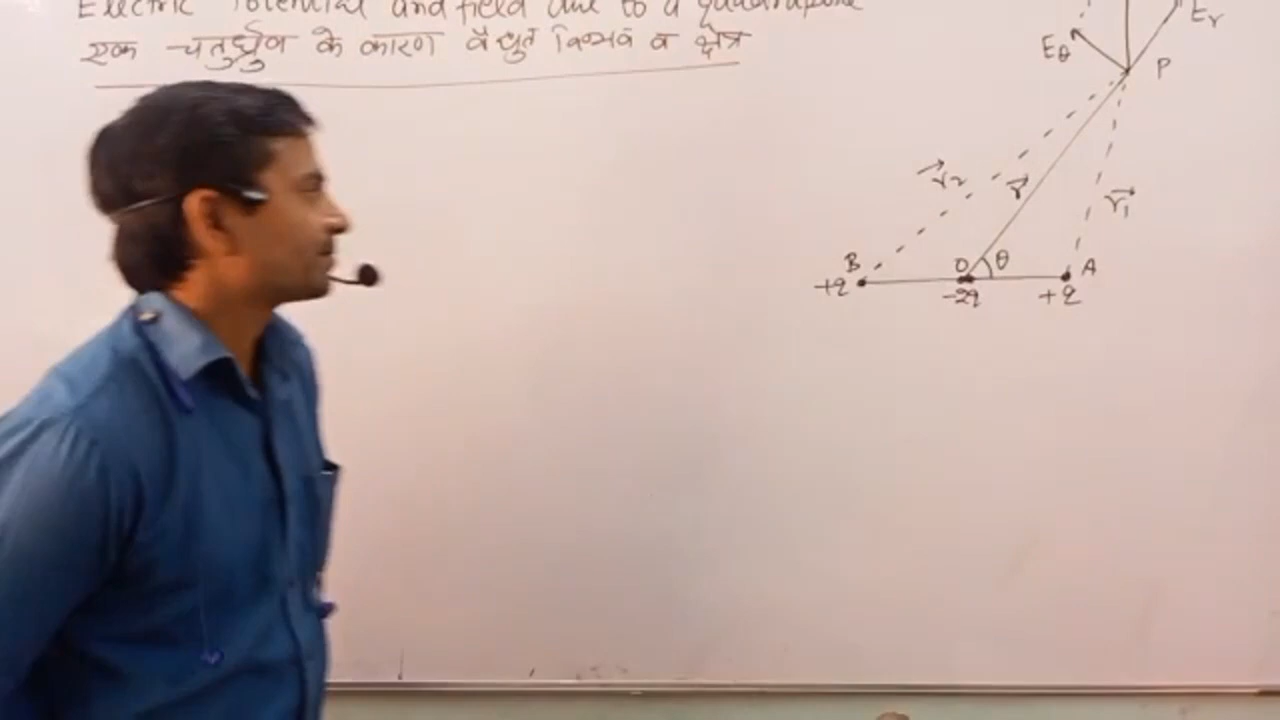 Electric Potential and field due to a quadrupole
एक चतुर्ध्रुव के कारण वैद्युत विभव व क्षेत्र
Er
Eθ
P
r2
r
r1
B
O
θ
A
+q
-2q
+q